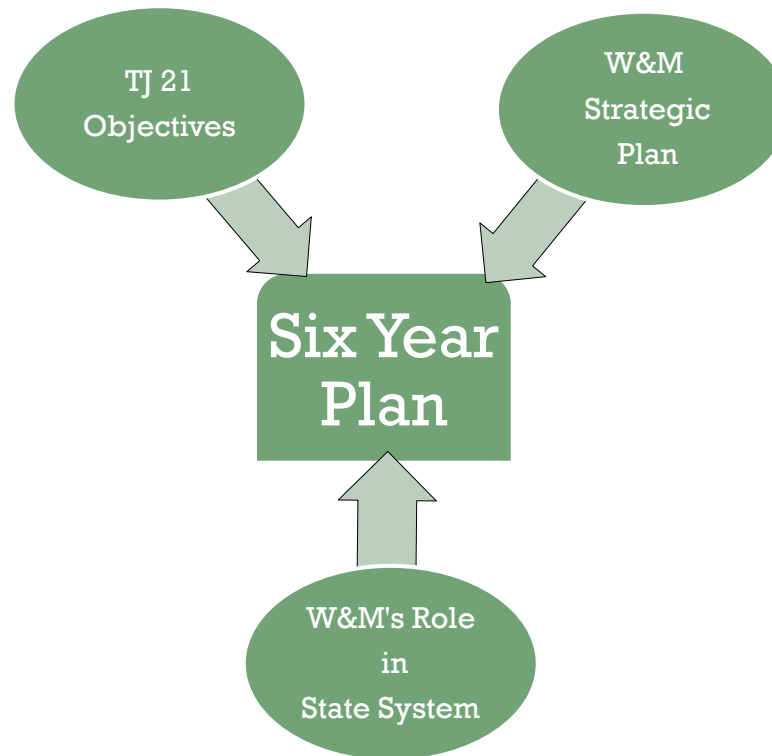 TJ 21
Objectives
W&M
Strategic
Plan
Six Year
Plan
W&M's Role
in
State System